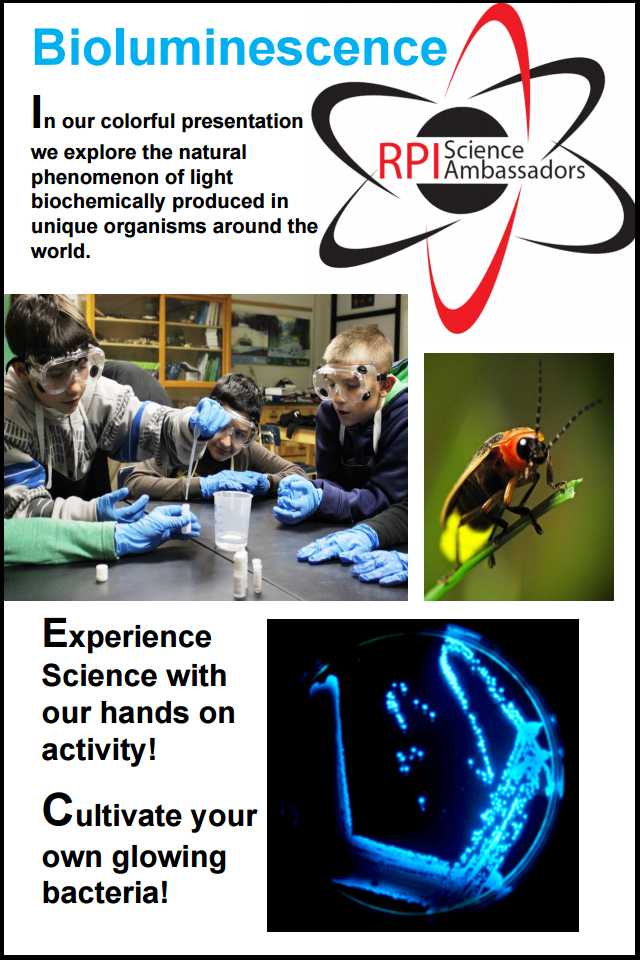 Bioluminescence
In our colorful presentation
we explore the natural
phenomenon of light
biochemically produced in
unique organisms around the
world.
RPI Science
Ambassadors
Experience
Science with
our hands on
activity!
Cultivate your
own glowing
bacteria!